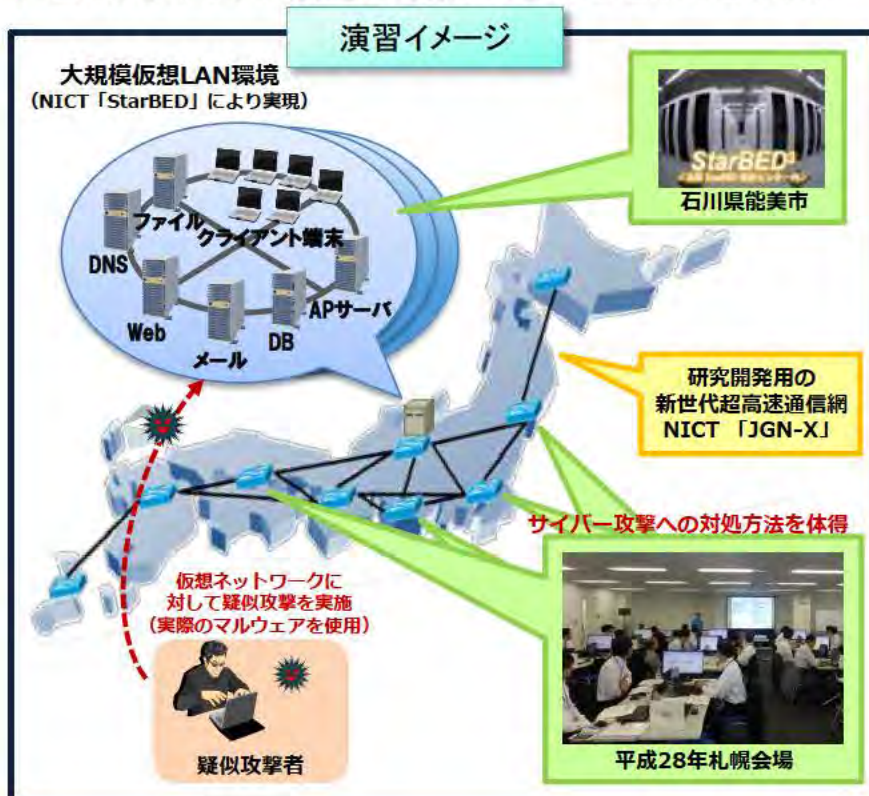 演習イメージ
大規模仮想LAN環境
（NICT「StarBED」により実現）
ファイル
クライアント端末
DNS
APサーバ
Web
DB
メール
StarBED³
石川県能美市
研究開発用の
新世代超高速通信網
NICT 「JGN-X」
サイバー攻撃への対処方法を体得
仮想ネットワークに
対して疑似攻撃を実施
（実際のマルウェアを使用）
疑似攻撃者
平成28年札幌会場